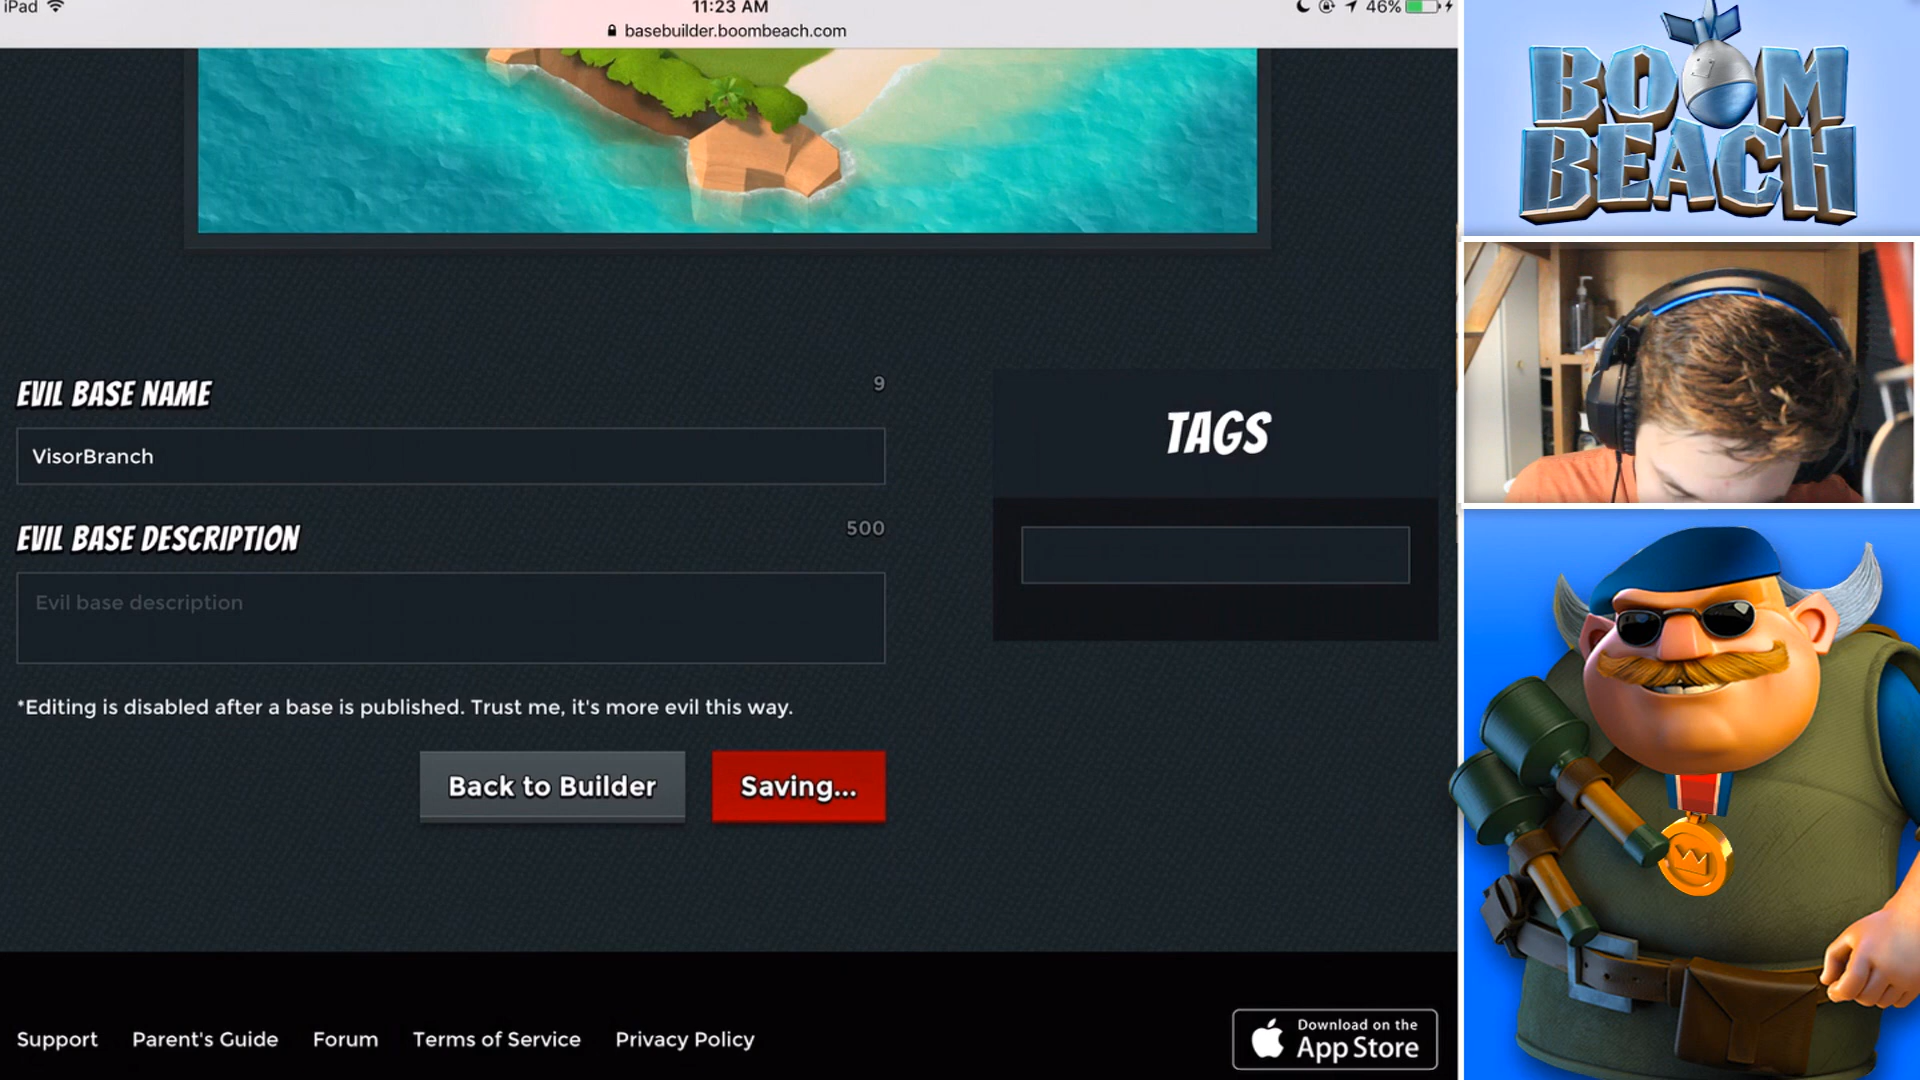 iPad
11:23 AM
46%
basebuilder.boombeach.com
BOOM
BEACH
EVIL BASE NAME
9
VisorBranch
EVIL BASE DESCRIPTION
500
Evil base description
*Editing is disabled after a base is published. Trust me, it's more evil this way.
Back to Builder
Saving...
TAGS
Support
Parent's Guide
Forum
Terms of Service
Privacy Policy
Download on the
App Store